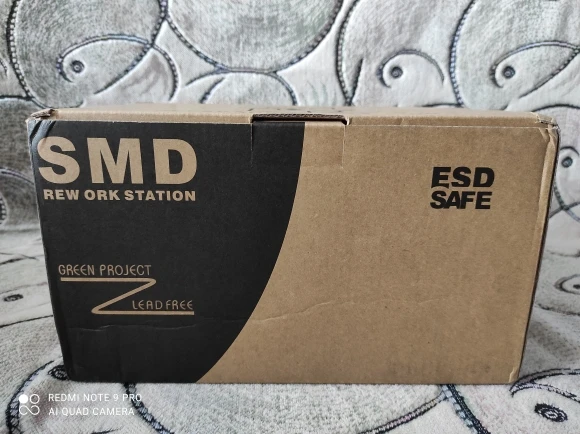 SMD
REW ORK STATION
ESD
SAFE
GREEN PROJECT
LEAD FREE
REDMI NOTE 9 PRO
AI QUAD CAMERA